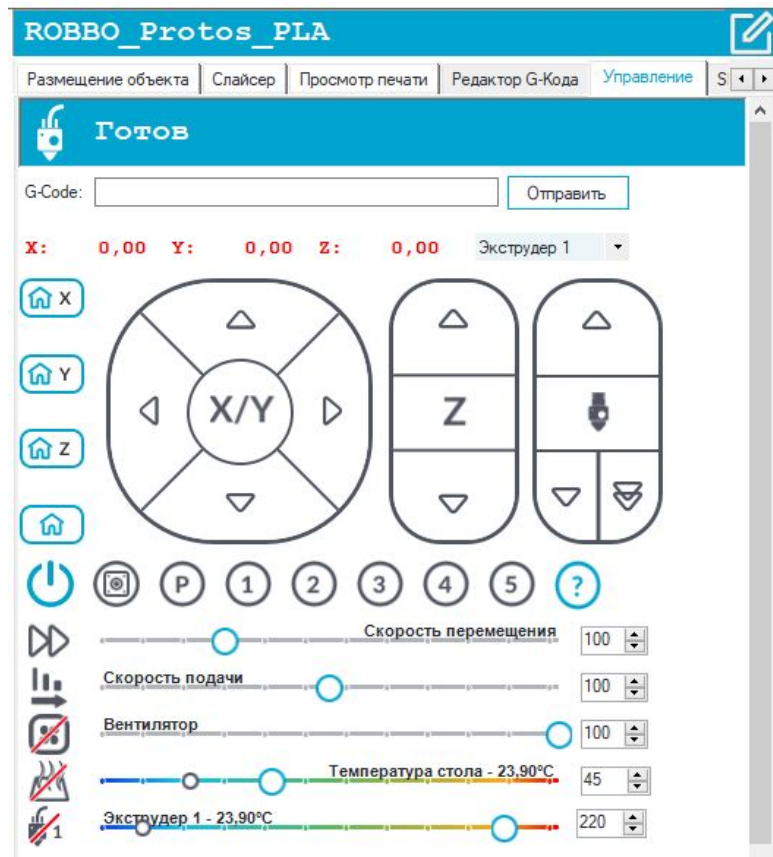 ROBBO_Protos_PLA
Размещение объекта Слайсер Просмотр печати Редактор G-Кода Управление S
Готов
G-Code: Отправить
X: 0,00 Y: 0,00 Z: 0,00 Экструдер 1
X
Y
X/Y Z
Z
P 1 2 3 4 5 ?
Скорость перемещения 100
Скорость подачи 100
Вентилятор 100
Температура стола - 23,90°C 45
1 Экструдер 1 - 23,90°C 220